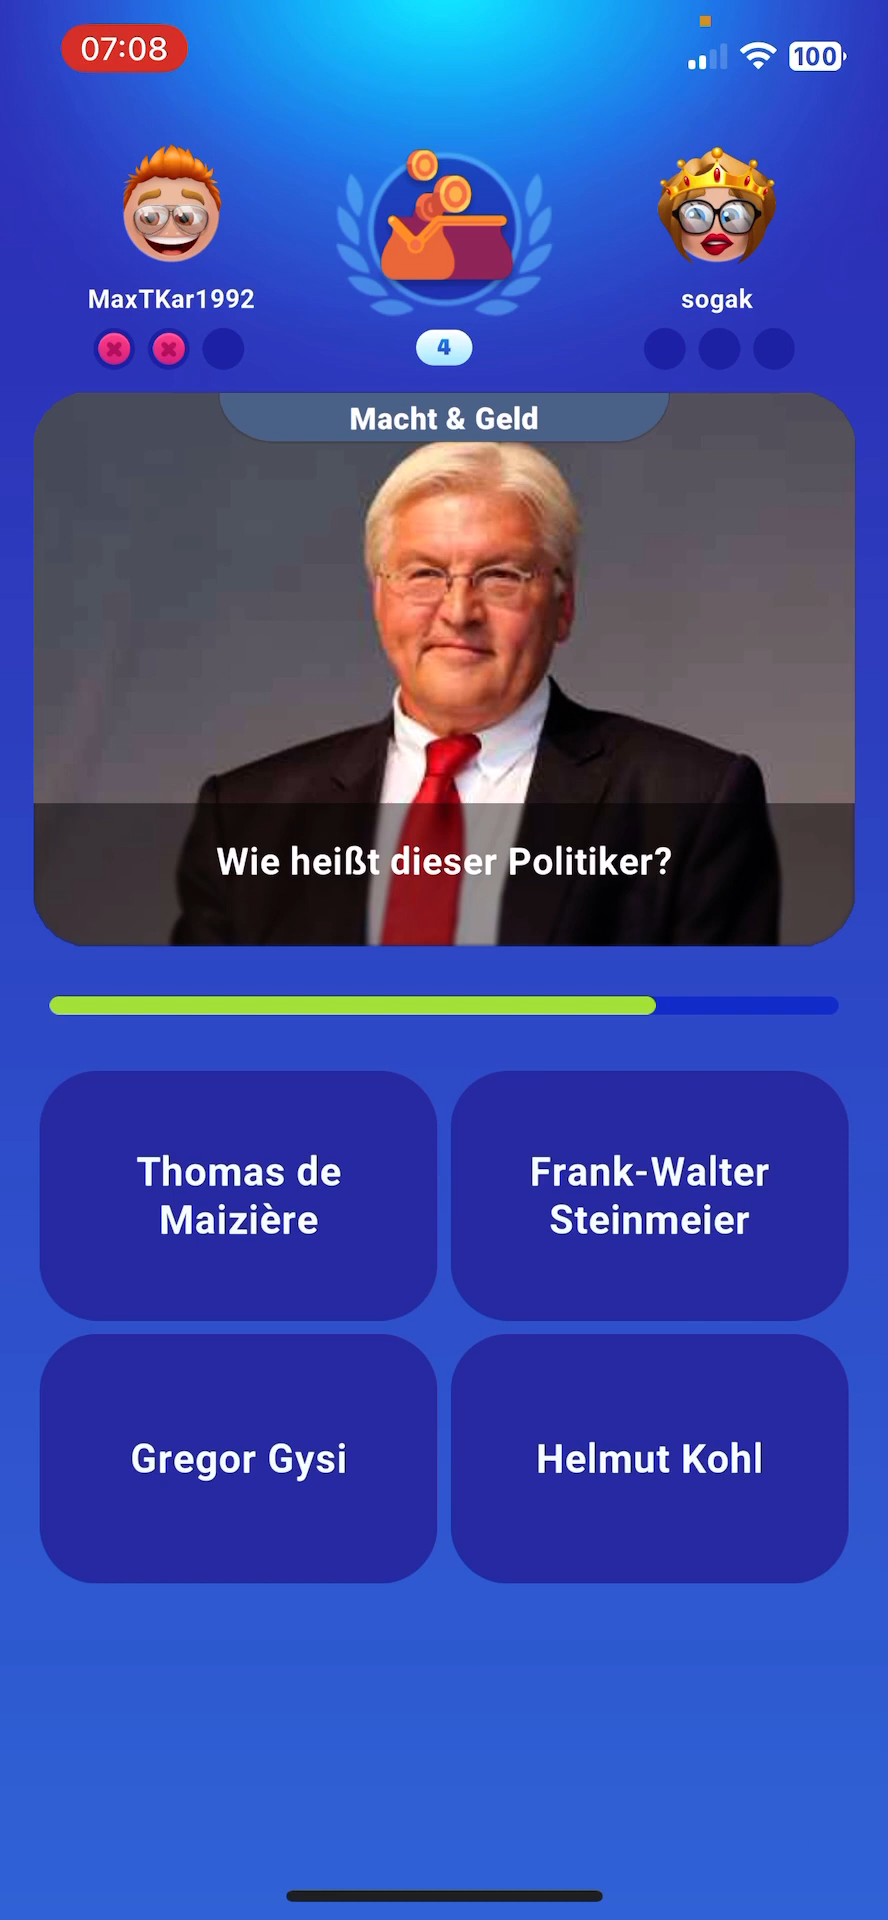 07:08
100
MaxTKar1992
sogak
4
Macht & Geld
Wie heißt dieser Politiker?
Thomas de
Maizière
Frank-Walter
Steinmeier
Gregor Gysi
Helmut Kohl